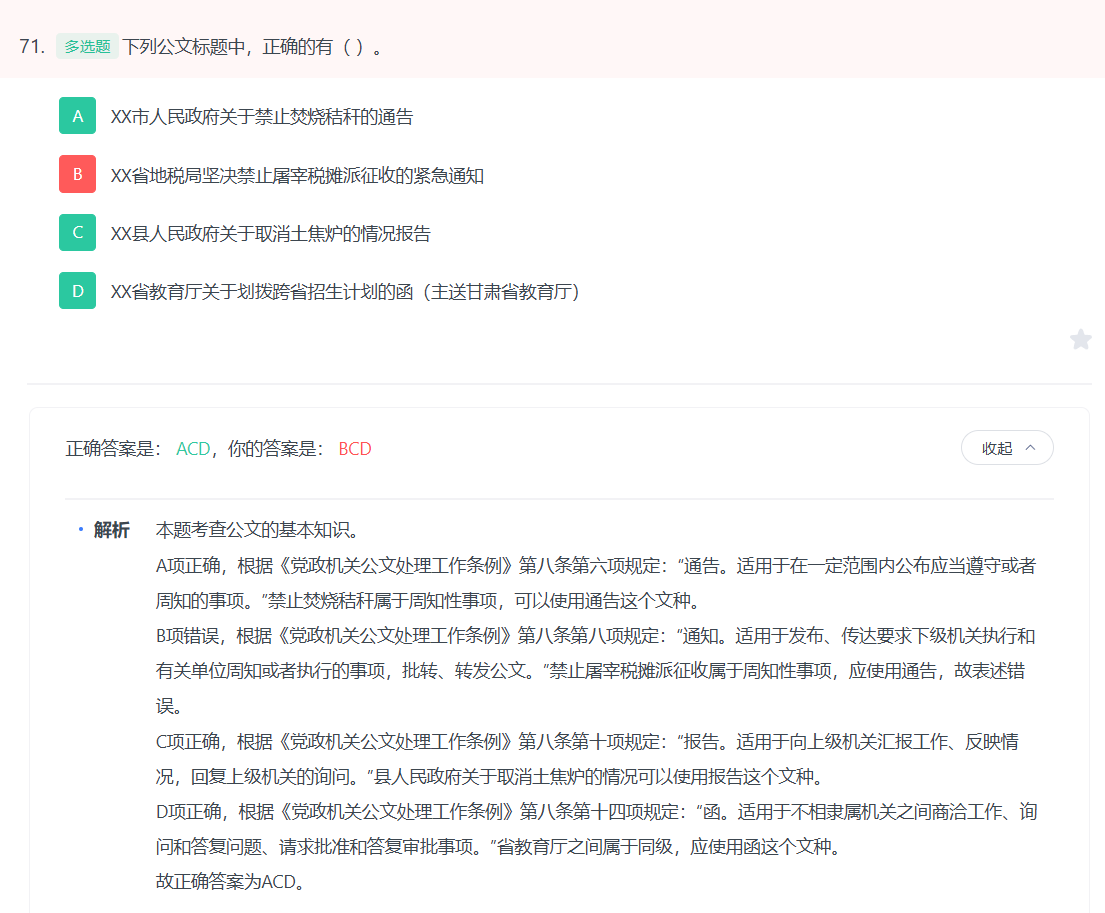 71. 多选题 下列公文标题中，正确的有（ ）。
A XX市人民政府关于禁止焚烧秸秆的通告
B XX省地税局坚决禁止屠宰税摊派征收的紧急通知
C XX县人民政府关于取消土焦炉的情况报告
D XX省教育厅关于划拨跨省招生计划的函（主送甘肃省教育厅）
正确答案是： ACD，你的答案是： BCD
收起
解析 本题考查公文的基本知识。
A项正确，根据《党政机关公文处理工作条例》第八条第六项规定：“通告。适用于在一定范围内公布应当遵守或者
周知的事项。”禁止焚烧秸秆属于周知性事项，可以使用通告这个文种。
B项错误，根据《党政机关公文处理工作条例》第八条第八项规定：“通知。适用于发布、传达要求下级机关执行和
有关单位周知或者执行的事项，批转、转发公文。”禁止屠宰税摊派征收属于周知性事项，应使用通告，故表述错
误。
C项正确，根据《党政机关公文处理工作条例》第八条第十项规定：“报告。适用于向上级机关汇报工作、反映情
况，回复上级机关的询问。”县人民政府关于取消土焦炉的情况可以使用报告这个文种。
D项正确，根据《党政机关公文处理工作条例》第八条第十四项规定：“函。适用于不相隶属机关之间商洽工作、询
问和答复问题、请求批准和答复审批事项。”省教育厅之间属于同级，应使用函这个文种。
故正确答案为ACD。